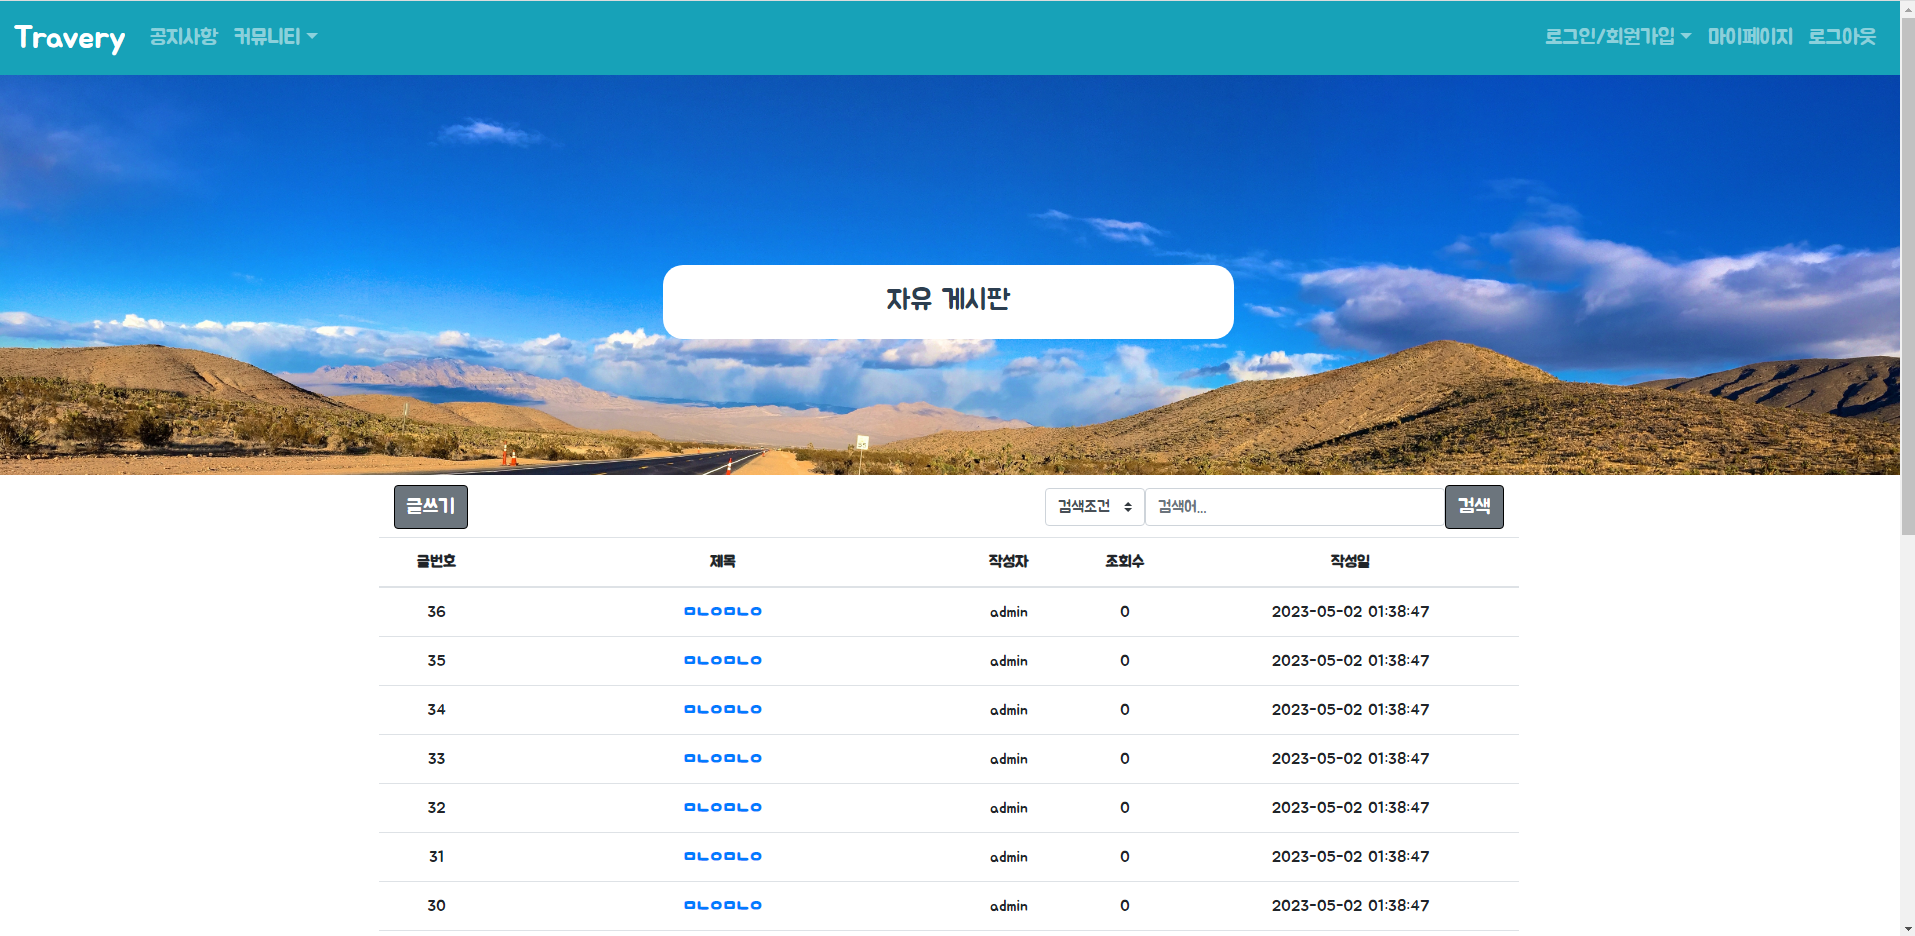 Travery 공지사항 커뮤니티 로그인/회원가입 마이페이지 로그아웃
자유 게시판
글쓰기 검색조건 검색어... 검색
글번호 제목 작성자 조회수 작성일
36 ㅁㄴㅇㅁㄴㅇ admin 0 2023-05-02 01:38:47
35 ㅁㄴㅇㅁㄴㅇ admin 0 2023-05-02 01:38:47
34 ㅁㄴㅇㅁㄴㅇ admin 0 2023-05-02 01:38:47
33 ㅁㄴㅇㅁㄴㅇ admin 0 2023-05-02 01:38:47
32 ㅁㄴㅇㅁㄴㅇ admin 0 2023-05-02 01:38:47
31 ㅁㄴㅇㅁㄴㅇ admin 0 2023-05-02 01:38:47
30 ㅁㄴㅇㅁㄴㅇ admin 0 2023-05-02 01:38:47